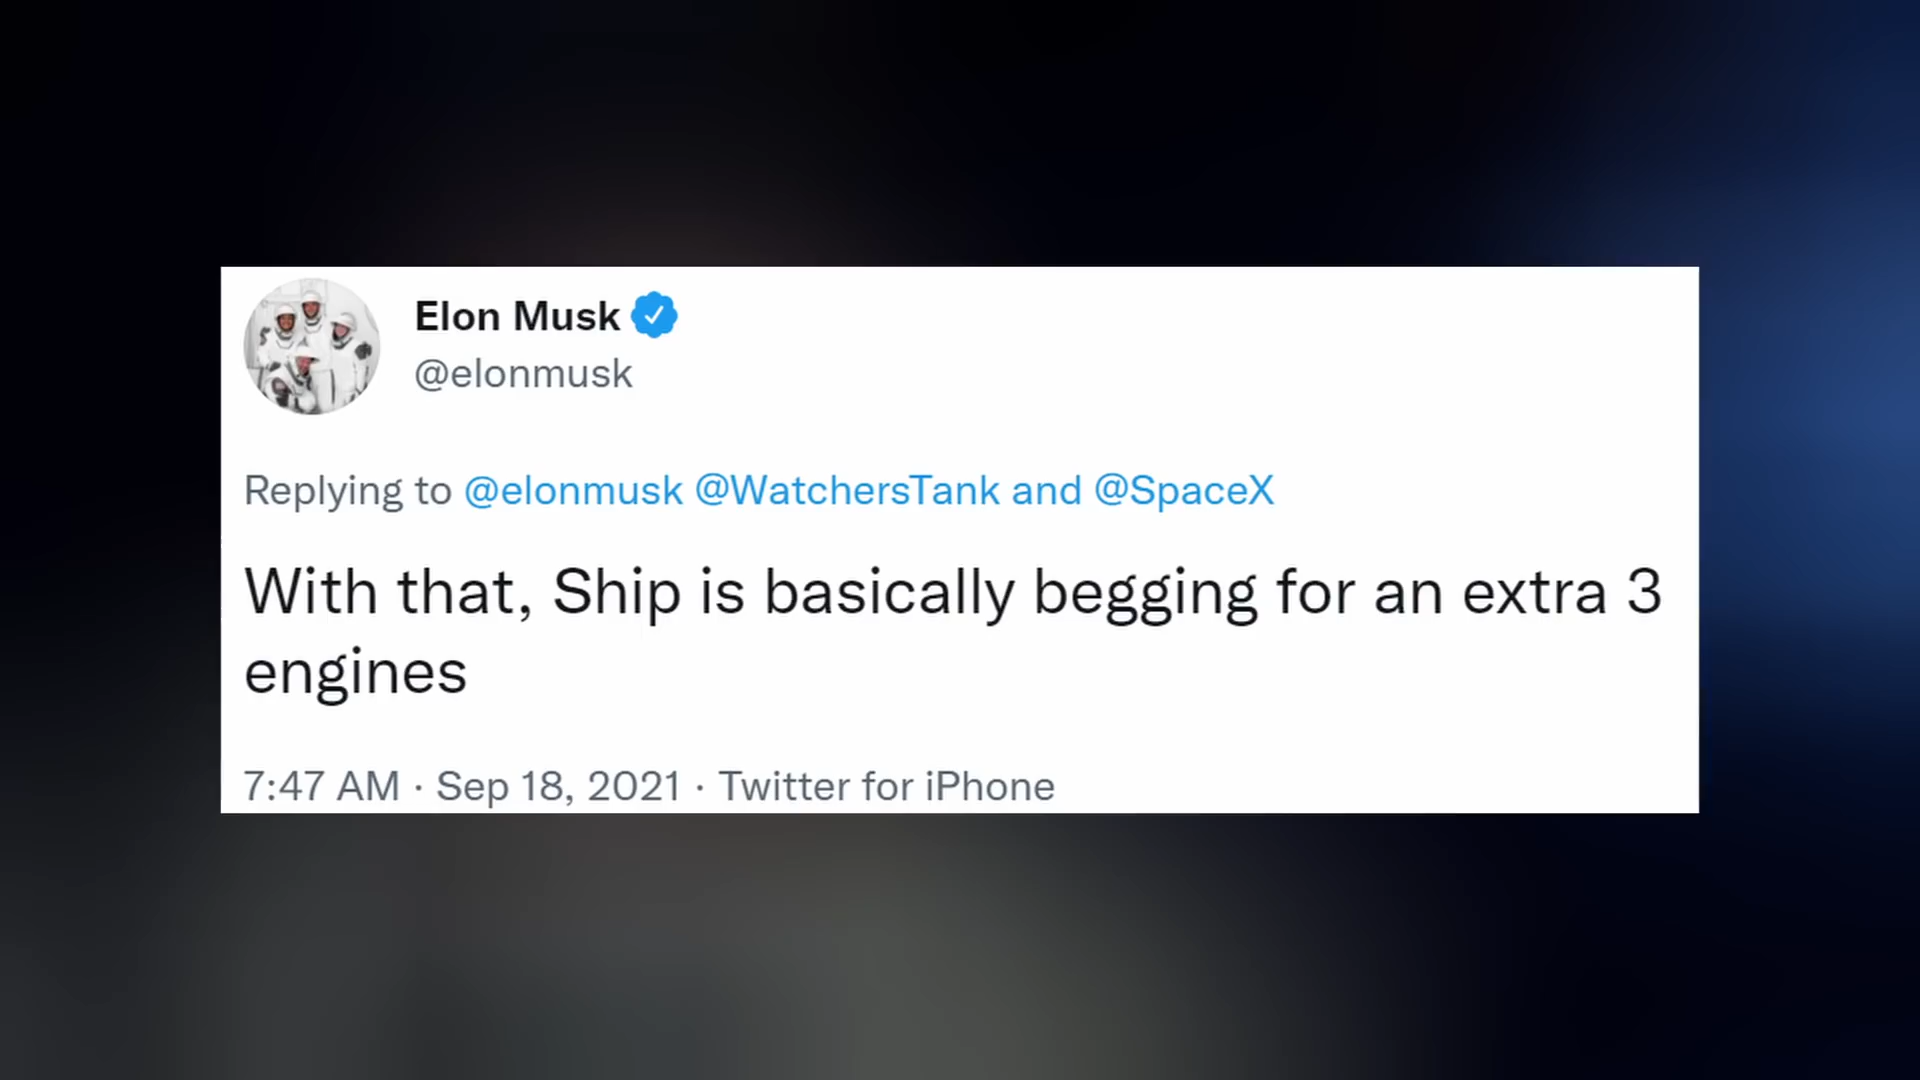 Elon Musk
@elonmusk
Replying to @elonmusk @WatchersTank and @SpaceX
With that, Ship is basically begging for an extra 3
engines
7:47 AM · Sep 18, 2021 · Twitter for iPhone